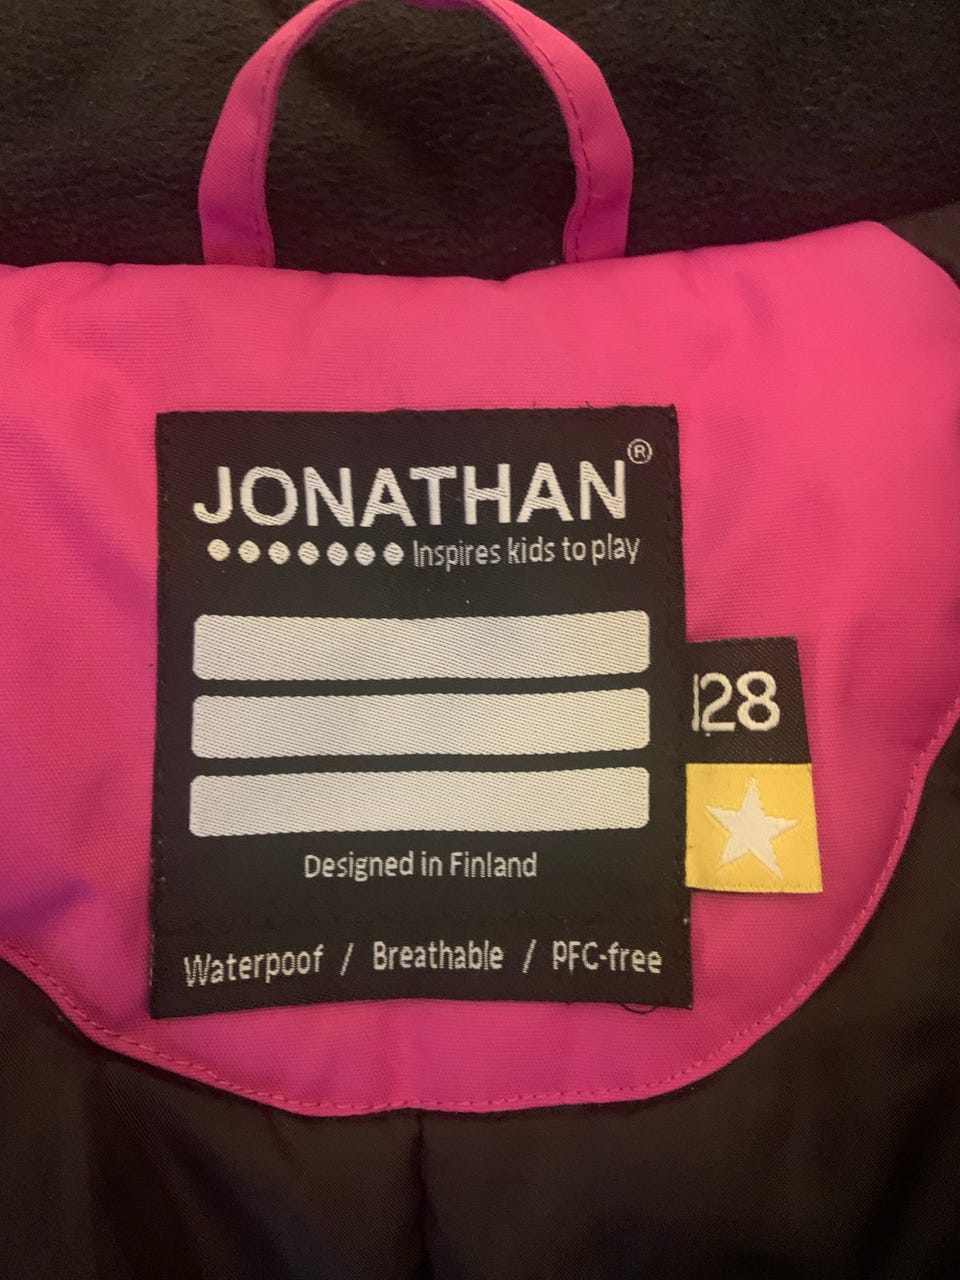 JONATHAN®
Inspires kids to play
128
Designed in Finland
Waterpoof / Breathable / PFC-free